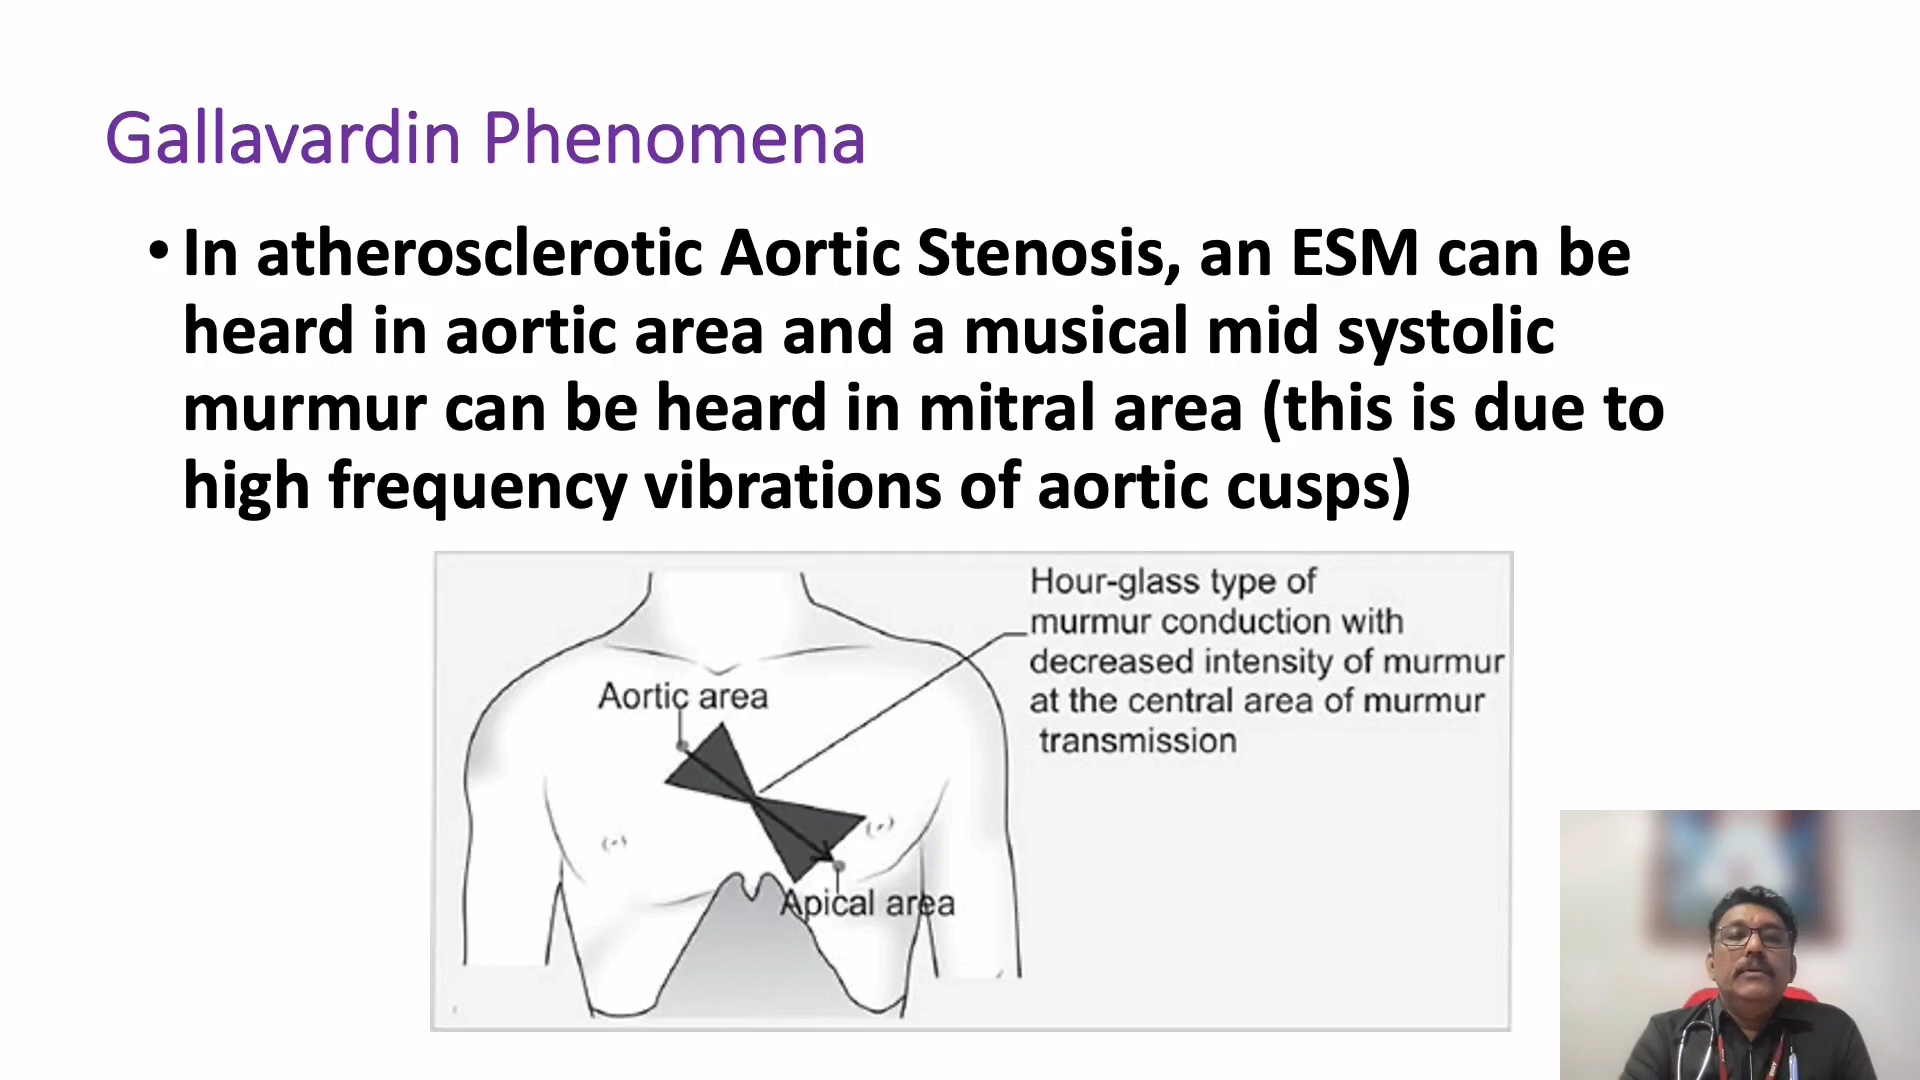 Gallavardin Phenomena
• In atherosclerotic Aortic Stenosis, an ESM can be
heard in aortic area and a musical mid systolic
murmur can be heard in mitral area (this is due to
high frequency vibrations of aortic cusps)
Hour-glass type of
murmur conduction with
decreased intensity of murmur
at the central area of murmur
transmission
Aortic area
Apical area